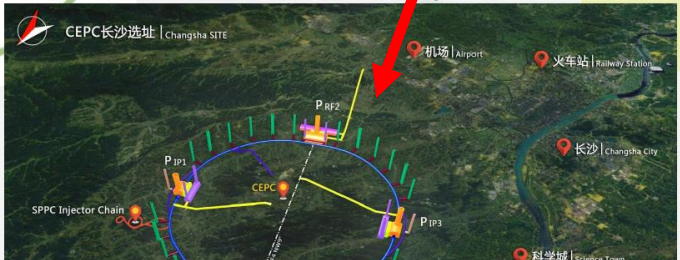 CEPC长沙选址 | Changsha SITE
机场 | Airport
火车站 | Railway Station
P RF2
长沙 | Changsha City
P IP1
CEPC
SPPC Injector Chain
P IP3
科学城 | Science Town